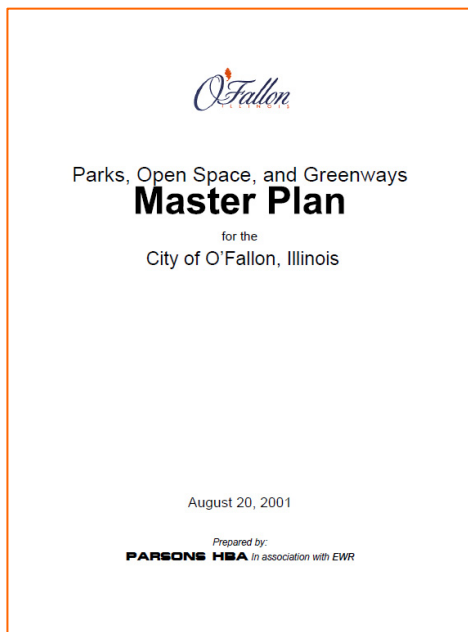 O'Fallon
ILLINOIS
Parks, Open Space, and Greenways
Master Plan
for the
City of O'Fallon, Illinois
August 20, 2001
Prepared by:
PARSONS HBA In association with EWR